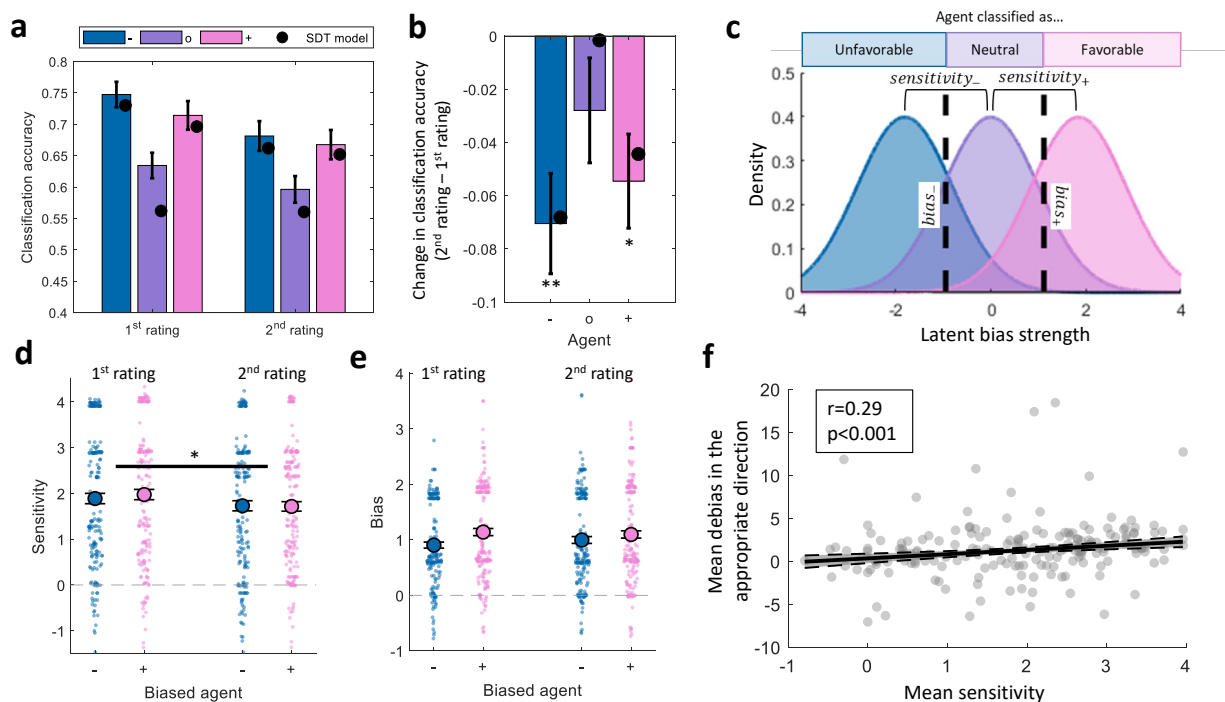 a
- o + SDT model
Classification accuracy
0.8
0.75
0.7
0.65
0.6
0.55
0.5
0.45
0.4
1st rating 2nd rating
b
Change in classification accuracy
(2nd rating – 1st rating)
0
-0.02
-0.04
-0.06
-0.08
-0.1
** *
- o +
Agent
c
Agent classified as...
Unfavorable Neutral Favorable
sensitivity- sensitivity+
bias- bias+
Density
0.5
0.4
0.3
0.2
0.1
0
-4 -2 0 2 4
Latent bias strength
d
1st rating 2nd rating
*
Sensitivity
4
3
2
1
0
-1
- + - +
Biased agent
e
1st rating 2nd rating
Bias
4
3
2
1
0
-1
- + - +
Biased agent
f
r=0.29
p<0.001
Mean debias in the
appropriate direction
20
15
10
5
0
-5
-10
-1 0 1 2 3 4
Mean sensitivity